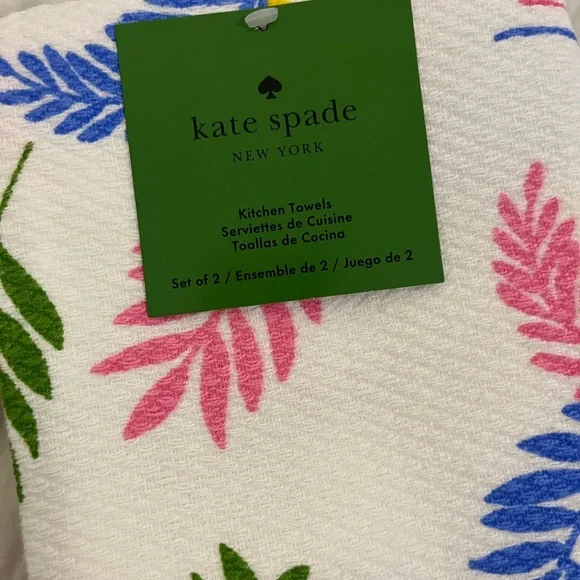 kate spade
NEW YORK
Kitchen Towels
Serviettes de Cuisine
Toallas de Cocina
Set of 2 / Ensemble de 2 / Juego de 2